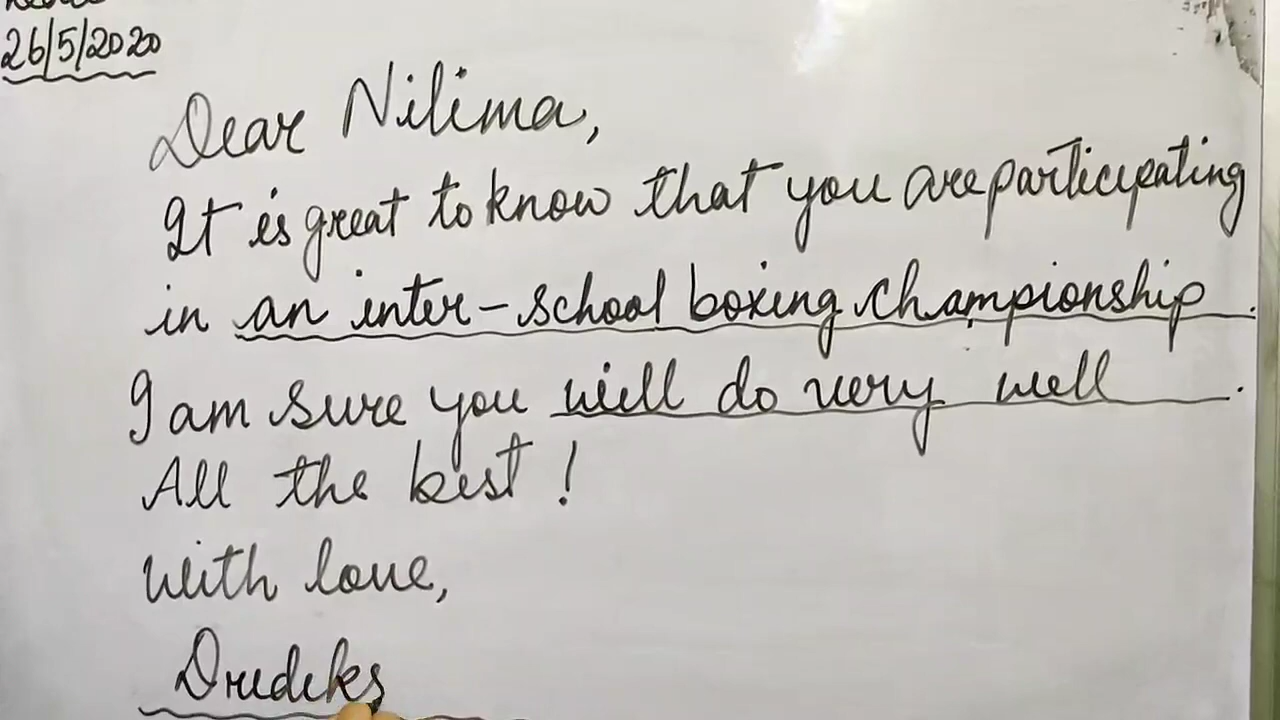 26/5/2020
Dear Nilima,
It is great to know that you are participating
in an inter-school boxing championship.
I am sure you will do very well.
All the best!
With love,